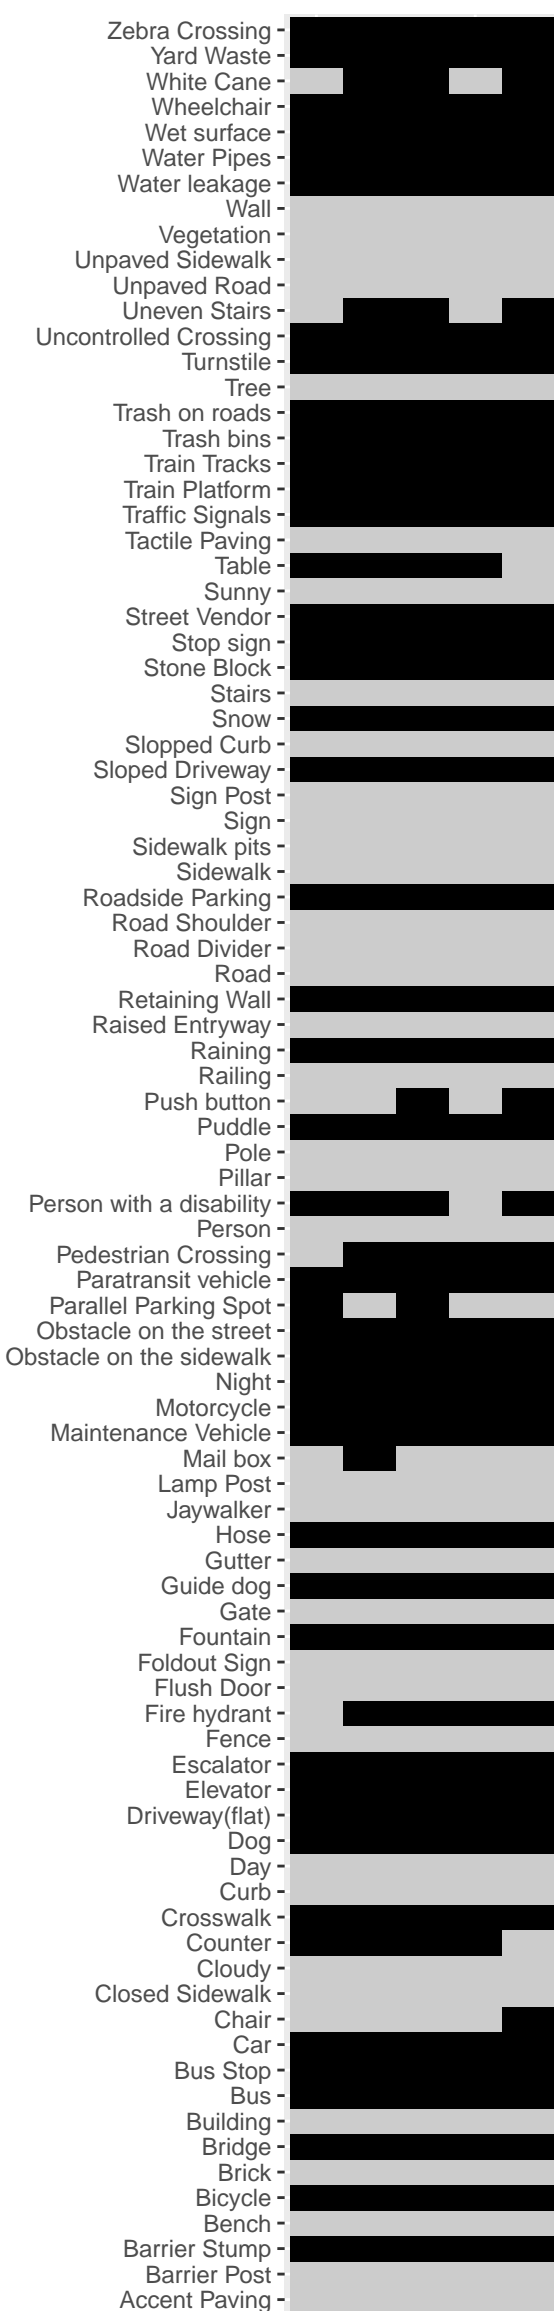 Zebra Crossing
Yard Waste
White Cane
Wheelchair
Wet surface
Water Pipes
Water leakage
Wall
Vegetation
Unpaved Sidewalk
Unpaved Road
Uneven Stairs
Uncontrolled Crossing
Turnstile
Tree
Trash on roads
Trash bins
Train Tracks
Train Platform
Traffic Signals
Tactile Paving
Table
Sunny
Street Vendor
Stop sign
Stone Block
Stairs
Snow
Slopped Curb
Sloped Driveway
Sign Post
Sign
Sidewalk pits
Sidewalk
Roadside Parking
Road Shoulder
Road Divider
Road
Retaining Wall
Raised Entryway
Raining
Railing
Push button
Puddle
Pole
Pillar
Person with a disability
Person
Pedestrian Crossing
Paratransit vehicle
Parallel Parking Spot
Obstacle on the street
Obstacle on the sidewalk
Night
Motorcycle
Maintenance Vehicle
Mail box
Lamp Post
Jaywalker
Hose
Gutter
Guide dog
Gate
Fountain
Foldout Sign
Flush Door
Fire hydrant
Fence
Escalator
Elevator
Driveway(flat)
Dog
Day
Curb
Crosswalk
Counter
Cloudy
Closed Sidewalk
Chair
Car
Bus Stop
Bus
Building
Bridge
Brick
Bicycle
Bench
Barrier Stump
Barrier Post
Accent Paving